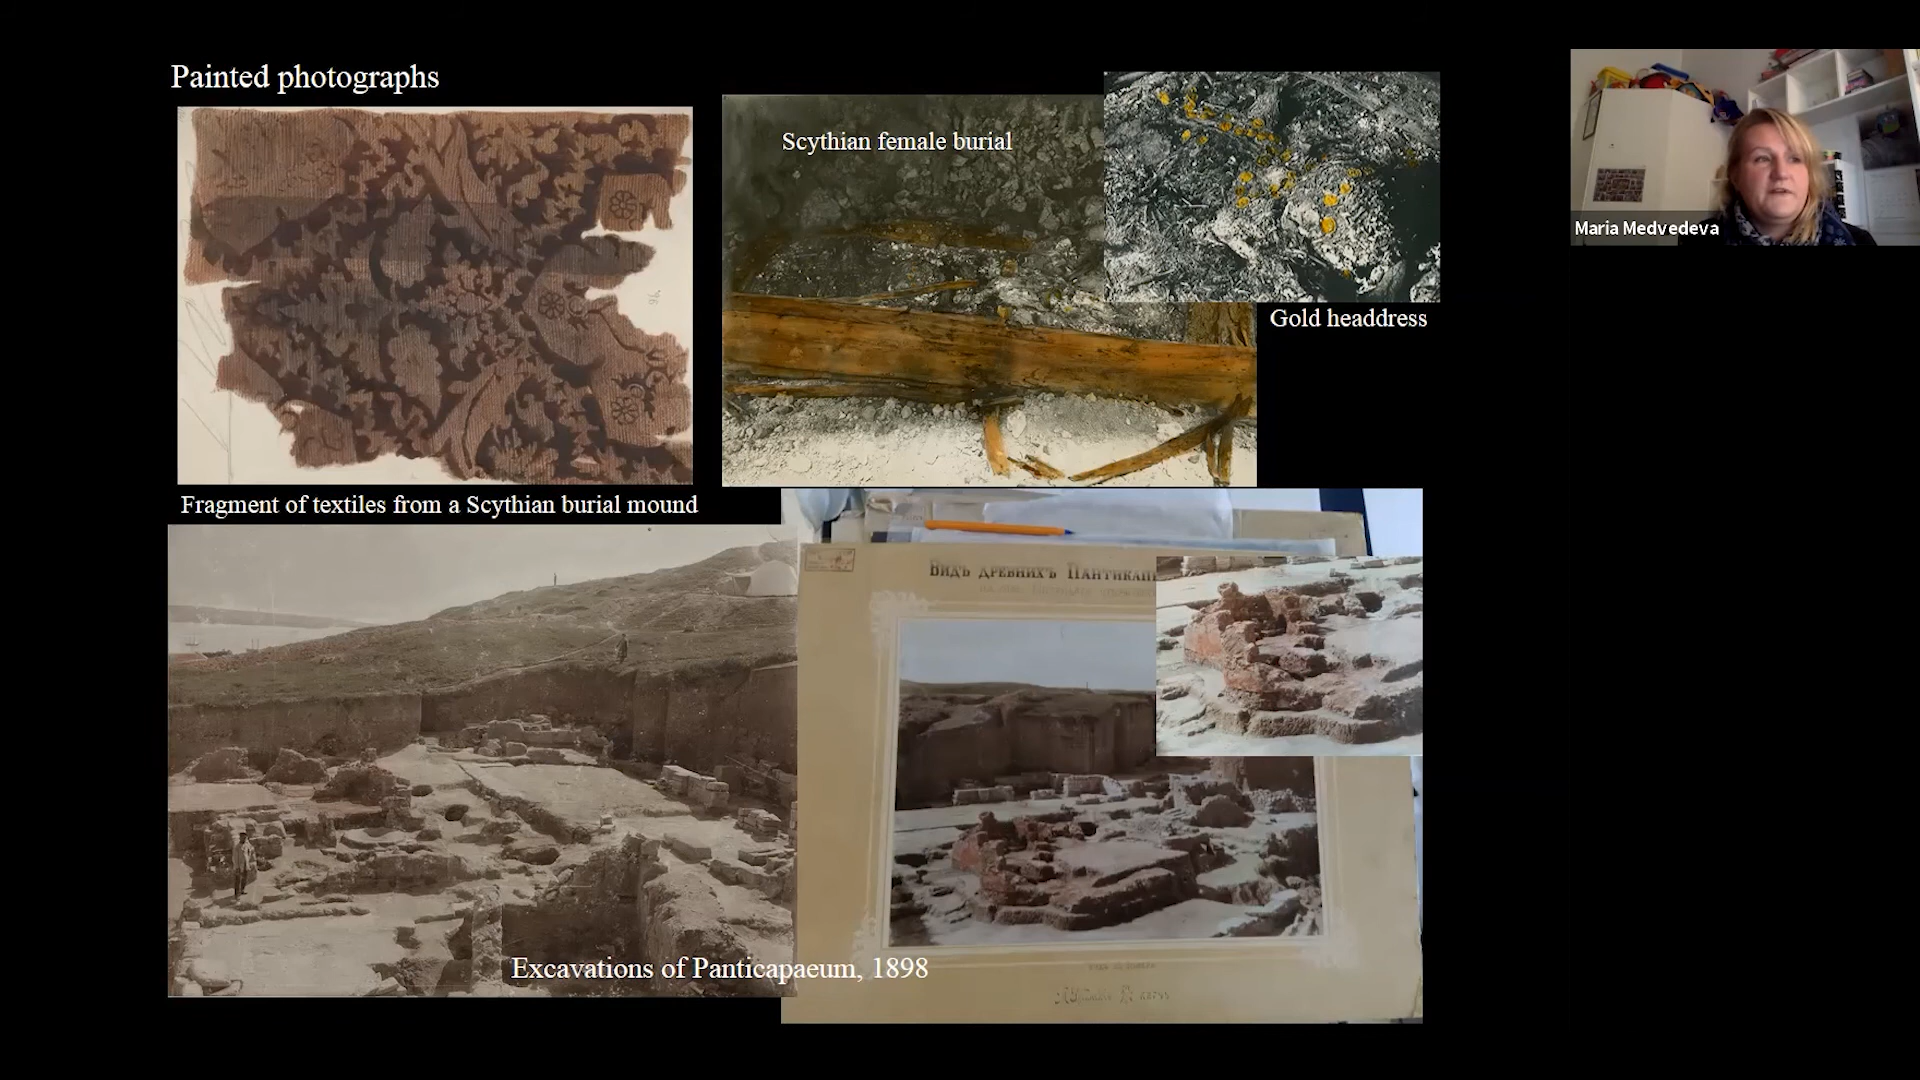 Painted photographs
Scythian female burial
Maria Medvedeva
Gold headdress
Fragment of textiles from a Scythian burial mound
Видъ древнихъ
Excavations of Panticapaeum, 1898